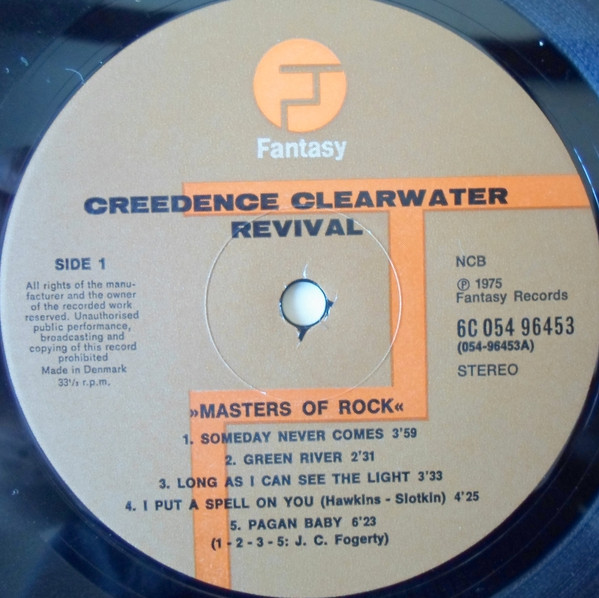 Fantasy
CREEDENCE CLEARWATER
REVIVAL
SIDE 1
All rights of the manu-
facturer and the owner
of the recorded work
reserved. Unauthorised
public performance,
broadcasting and
copying of this record
prohibited
Made in Denmark
33⅓ r.p.m.
NCB
℗ 1975
Fantasy Records
6C 054 96453
(054-96453A)
STEREO
»MASTERS OF ROCK«
1. SOMEDAY NEVER COMES 3'59
2. GREEN RIVER 2'31
3. LONG AS I CAN SEE THE LIGHT 3'33
4. I PUT A SPELL ON YOU (Hawkins - Slotkin) 4'25
5. PAGAN BABY 6'23
(1 - 2 - 3 - 5: J. C. Fogerty)